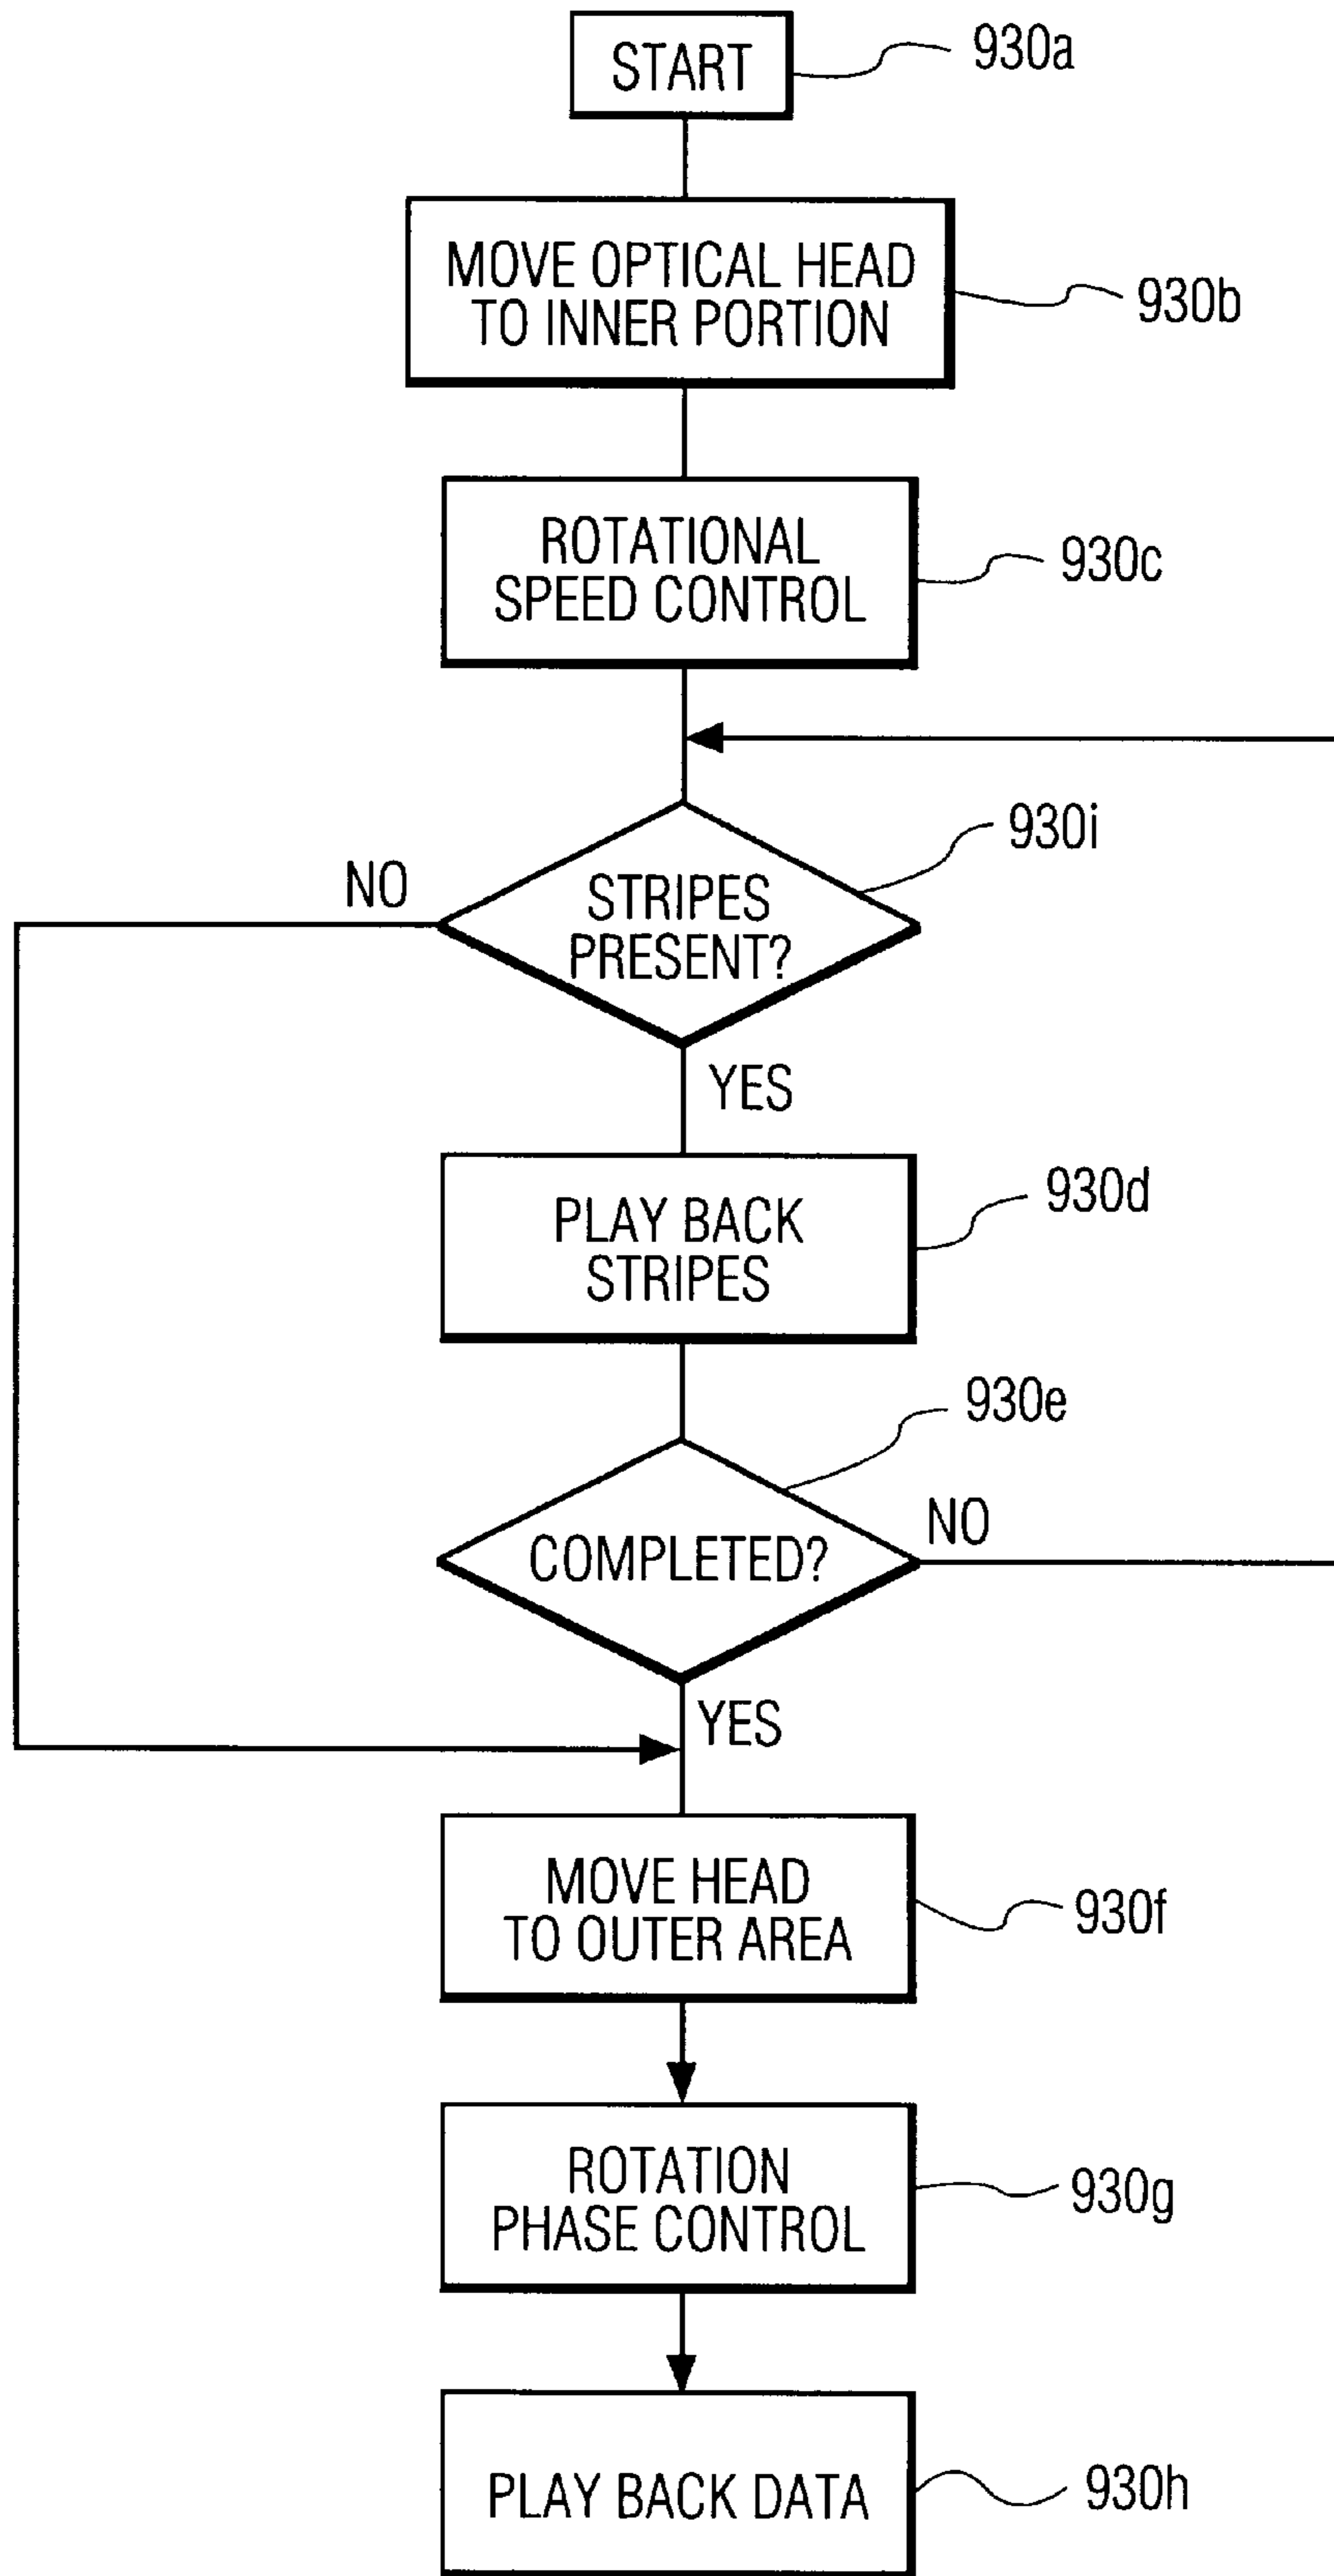 START
930a
MOVE OPTICAL HEAD
TO INNER PORTION
930b
ROTATIONAL
SPEED CONTROL
930c
930i
NO
STRIPES
PRESENT?
YES
PLAY BACK
STRIPES
930d
930e
COMPLETED?
NO
YES
MOVE HEAD
TO OUTER AREA
930f
ROTATION
PHASE CONTROL
930g
PLAY BACK DATA
930h